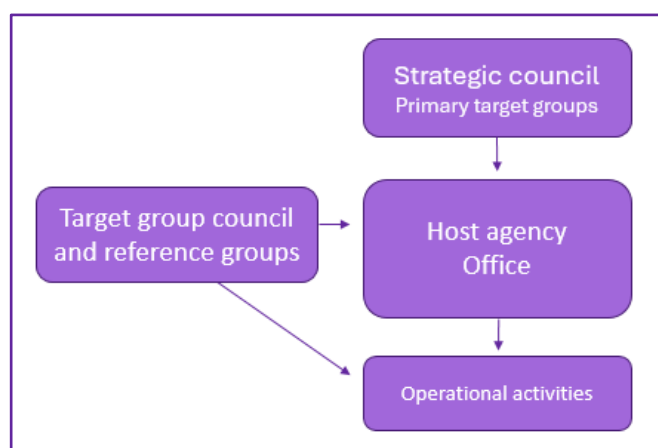 Strategic council
Primary target groups
Target group council
and reference groups
Host agency
Office
Operational activities